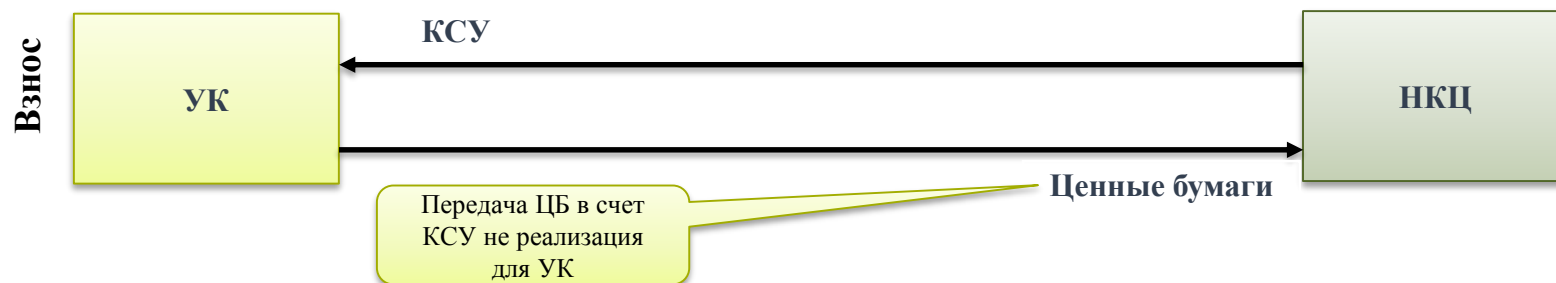 Взнос
КСУ
УК
НКЦ
Ценные бумаги
Передача ЦБ в счет
КСУ не реализация
для УК